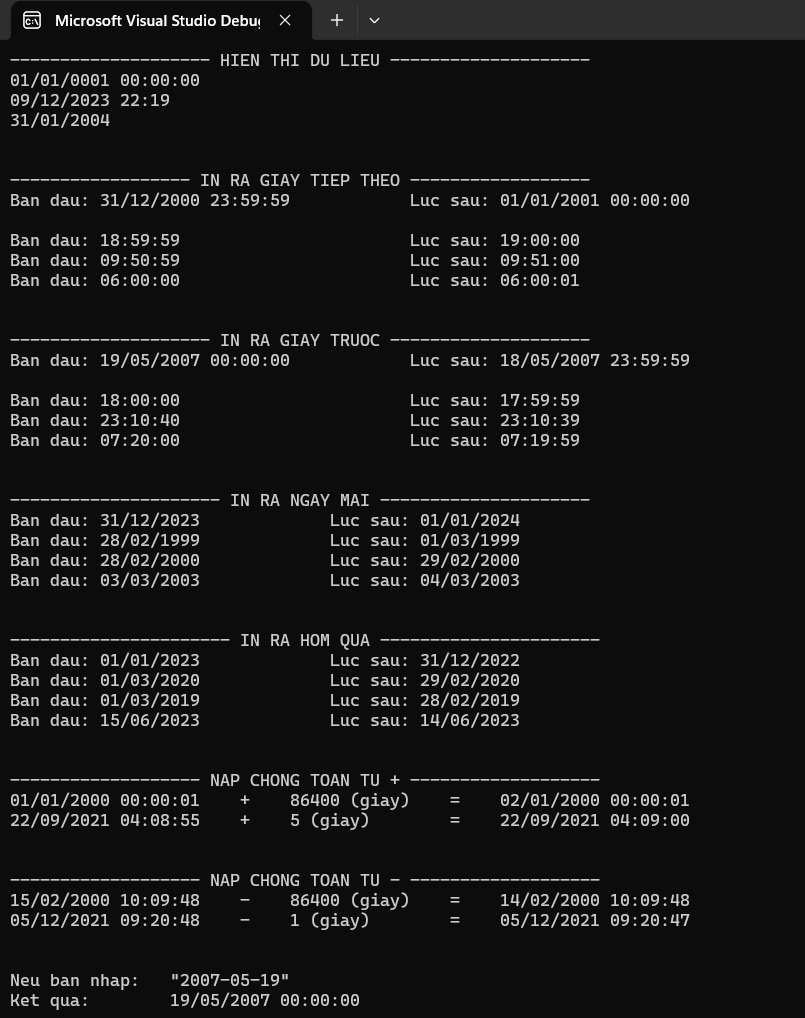 Microsoft Visual Studio Debug
-------------------- HIEN THI DU LIEU --------------------
01/01/0001 00:00:00
09/12/2023 22:19
31/01/2004
------------------ IN RA GIAY TIEP THEO ------------------
Ban dau: 31/12/2000 23:59:59            Luc sau: 01/01/2001 00:00:00
Ban dau: 18:59:59                       Luc sau: 19:00:00
Ban dau: 09:50:59                       Luc sau: 09:51:00
Ban dau: 06:00:00                       Luc sau: 06:00:01
-------------------- IN RA GIAY TRUOC --------------------
Ban dau: 19/05/2007 00:00:00            Luc sau: 18/05/2007 23:59:59
Ban dau: 18:00:00                       Luc sau: 17:59:59
Ban dau: 23:10:40                       Luc sau: 23:10:39
Ban dau: 07:20:00                       Luc sau: 07:19:59
--------------------- IN RA NGAY MAI ---------------------
Ban dau: 31/12/2023             Luc sau: 01/01/2024
Ban dau: 28/02/1999             Luc sau: 01/03/1999
Ban dau: 28/02/2000             Luc sau: 29/02/2000
Ban dau: 03/03/2003             Luc sau: 04/03/2003
---------------------- IN RA HOM QUA ----------------------
Ban dau: 01/01/2023             Luc sau: 31/12/2022
Ban dau: 01/03/2020             Luc sau: 29/02/2020
Ban dau: 01/03/2019             Luc sau: 28/02/2019
Ban dau: 15/06/2023             Luc sau: 14/06/2023
------------------- NAP CHONG TOAN TU + -------------------
01/01/2000 00:00:01    +    86400 (giay)    =    02/01/2000 00:00:01
22/09/2021 04:08:55    +    5 (giay)        =    22/09/2021 04:09:00
------------------- NAP CHONG TOAN TU - -------------------
15/02/2000 10:09:48    -    86400 (giay)    =    14/02/2000 10:09:48
05/12/2021 09:20:48    -    1 (giay)        =    05/12/2021 09:20:47
Neu ban nhap:   "2007-05-19"
Ket qua:        19/05/2007 00:00:00